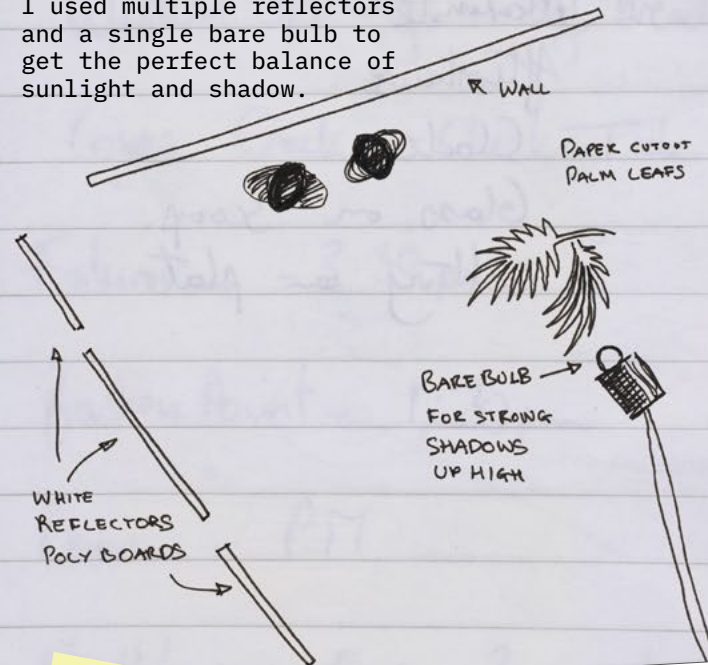 I used multiple reflectors
and a single bare bulb to
get the perfect balance of
sunlight and shadow.
WALL
PAPER CUTOUT
PALM LEAFS
BARE BULB
FOR STRONG
SHADOWS
UP HIGH
WHITE
REFLECTORS
POLY BOARDS